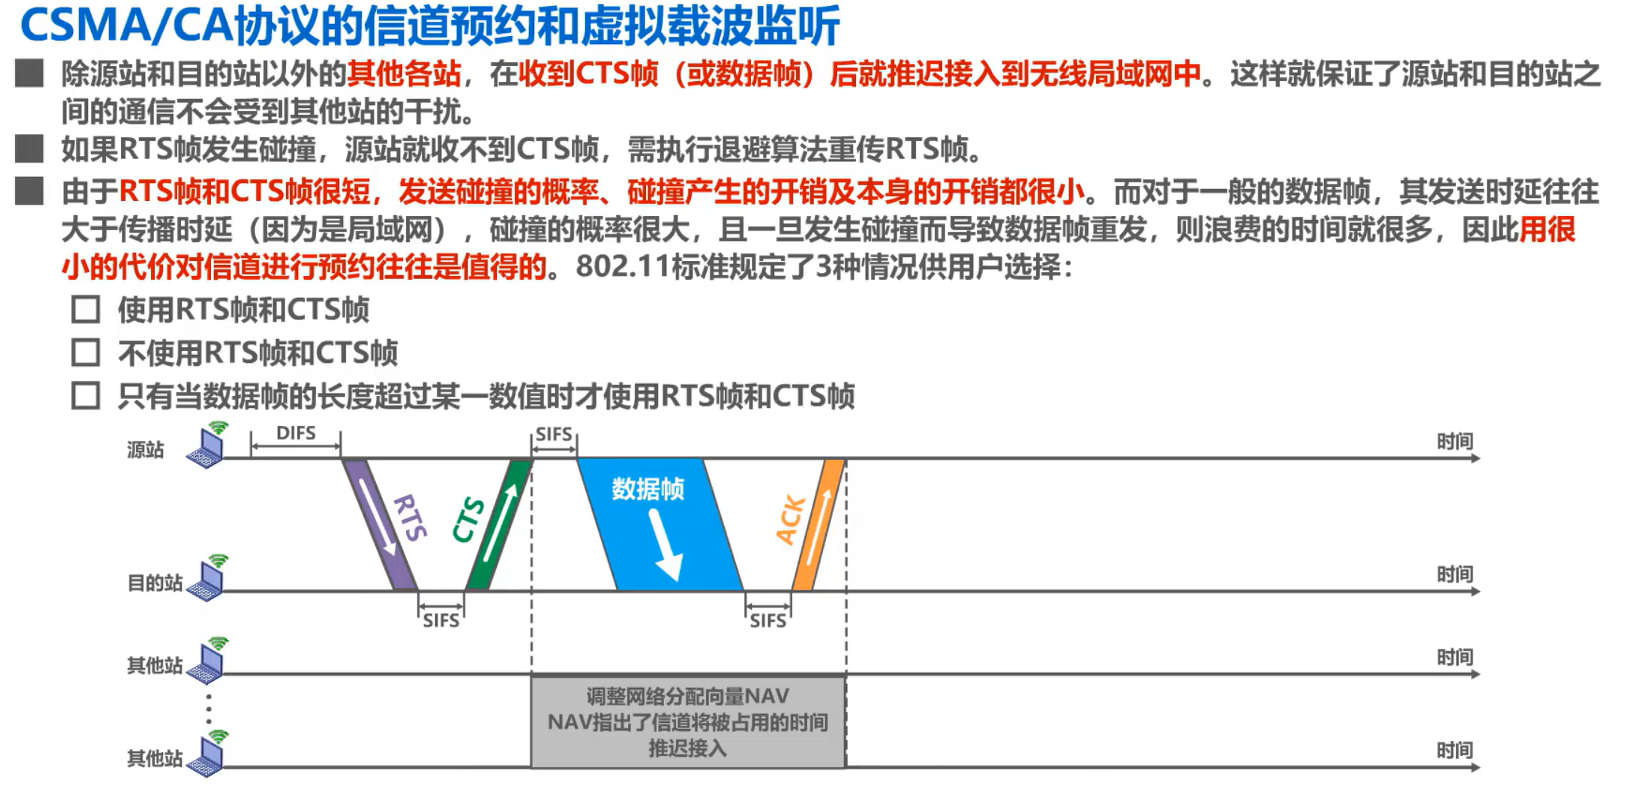 CSMA/CA协议的信道预约和虚拟载波监听
除源站和目的站以外的其他各站，在收到CTS帧（或数据帧）后就推迟接入到无线局域网中。这样就保证了源站和目的站之
间的通信不会受到其他站的干扰。
如果RTS帧发生碰撞，源站就收不到CTS帧，需执行退避算法重传RTS帧。
由于RTS帧和CTS帧很短，发送碰撞的概率、碰撞产生的开销及本身的开销都很小。而对于一般的数据帧，其发送时延往往
大于传播时延（因为是局域网），碰撞的概率很大，且一旦发生碰撞而导致数据帧重发，则浪费的时间就很多，因此用很
小的代价对信道进行预约往往是值得的。802.11标准规定了3种情况供用户选择：
使用RTS帧和CTS帧
不使用RTS帧和CTS帧
只有当数据帧的长度超过某一数值时才使用RTS帧和CTS帧
DIFS
SIFS
源站
时间
RTS
CTS
数据帧
ACK
目的站
时间
SIFS
SIFS
其他站
时间
调整网络分配向量NAV
NAV指出了信道将被占用的时间
推迟接入
其他站
时间